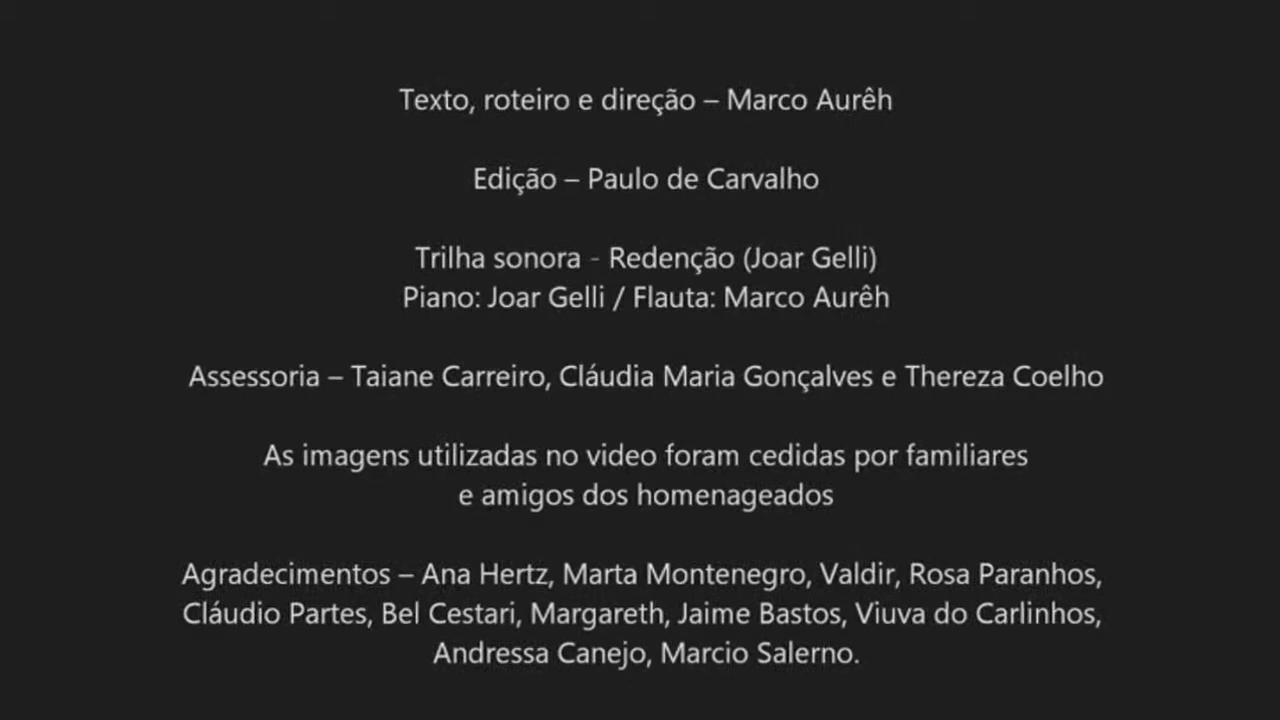 Texto, roteiro e direção – Marco Aurêh
Edição – Paulo de Carvalho
Trilha sonora - Redenção (Joar Gelli)
Piano: Joar Gelli / Flauta: Marco Aurêh
Assessoria – Taiane Carreiro, Cláudia Maria Gonçalves e Thereza Coelho
As imagens utilizadas no video foram cedidas por familiares
e amigos dos homenageados
Agradecimentos – Ana Hertz, Marta Montenegro, Valdir, Rosa Paranhos,
Cláudio Partes, Bel Cestari, Margareth, Jaime Bastos, Viuva do Carlinhos,
Andressa Canejo, Marcio Salerno.